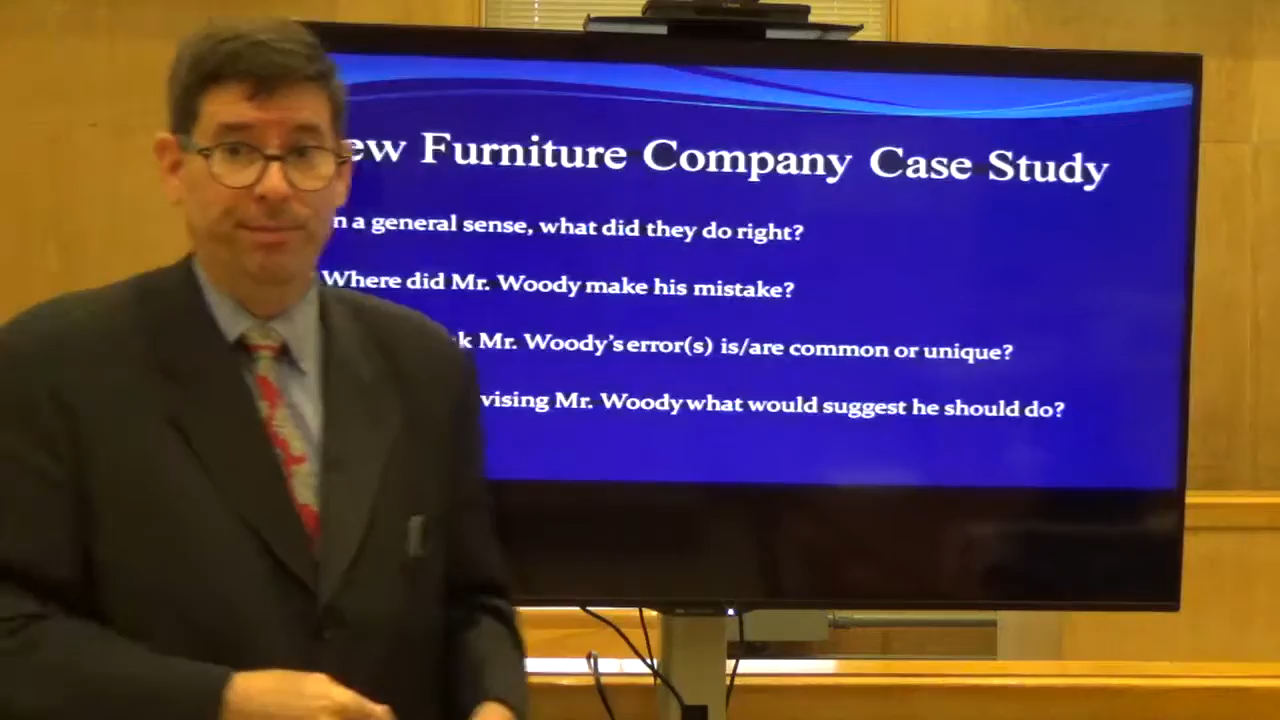 ew Furniture Company Case Study
n a general sense, what did they do right?
Where did Mr. Woody make his mistake?
k Mr. Woody's error(s) is/are common or unique?
vising Mr. Woody what would suggest he should do?